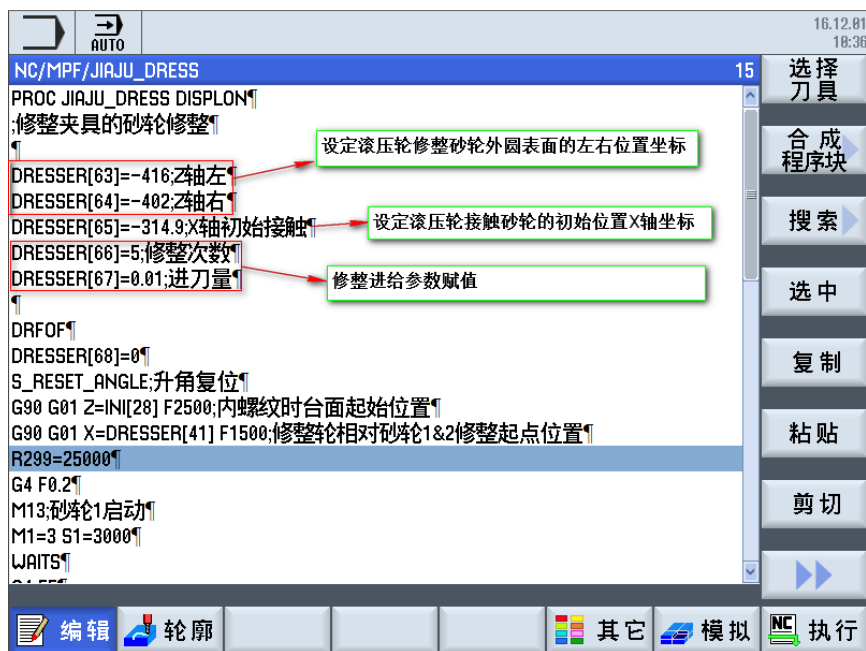 AUTO
16.12.01
10:36
NC/MPF/JIAJU_DRESS 15
PROC JIAJU_DRESS DISPLON¶
;修整夹具的砂轮修整¶
¶
DRESSER[63]=-416;Z轴左¶
DRESSER[64]=-402;Z轴右¶
DRESSER[65]=-314.9;X轴初始接触¶
DRESSER[66]=5;修整次数¶
DRESSER[67]=0.01;进刀量¶
¶
DRFOF¶
DRESSER[68]=0¶
S_RESET_ANGLE;升角复位¶
G90 G01 Z=INI[28] F2500;内螺纹时台面起始位置¶
G90 G01 X=DRESSER[41] F1500;修整轮相对砂轮1&2修整起点位置¶
R299=25000¶
G4 F0.2¶
M13;砂轮1启动¶
M1=3 S1=3000¶
WAITS¶
设定滚压轮修整砂轮外圆表面的左右位置坐标
设定滚压轮接触砂轮的初始位置X轴坐标
修整进给参数赋值
选择
刀具
合成
程序块
搜索
选中
复制
粘贴
剪切
编辑
轮廓
其它
模拟
NC 执行